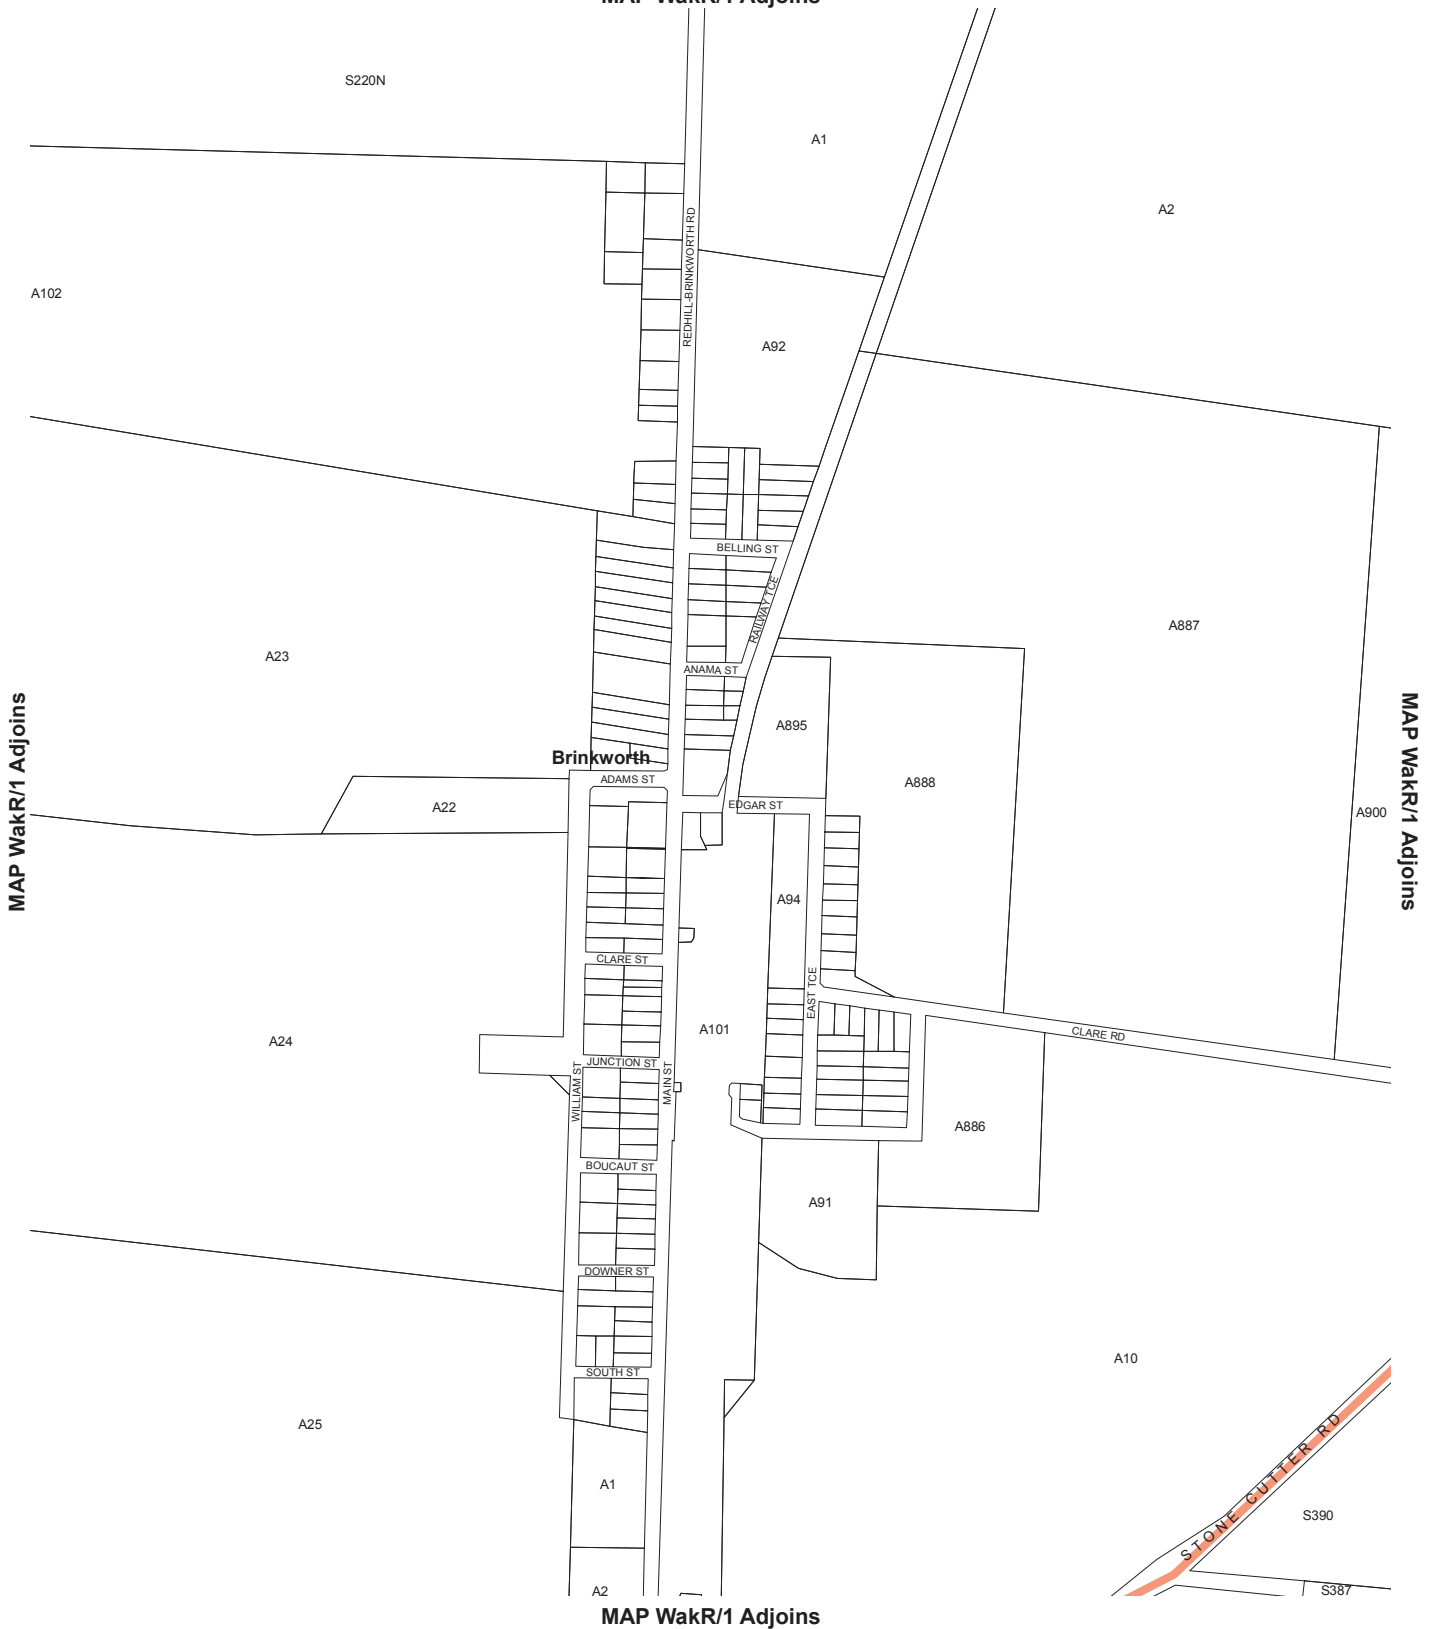 MAP WakR/1 Adjoins
S220N
A1
A2
REDHILL-BRINKWORTH RD
A102
A92
BELLING ST
RAILWAY TCE
A887
A23
ANAMA ST
MAP WakR/1 Adjoins
MAP WakR/1 Adjoins
A895
Brinkworth
ADAMS ST
A888
A22
EDGAR ST
A900
A94
CLARE ST
EAST TCE
A101
CLARE RD
A24
JUNCTION ST
WILLIAM ST
MAIN ST
A886
BOUCAUT ST
A91
DOWNER ST
A10
SOUTH ST
A25
STONE CUTTER RD
A1
S390
A2
S387
MAP WakR/1 Adjoins